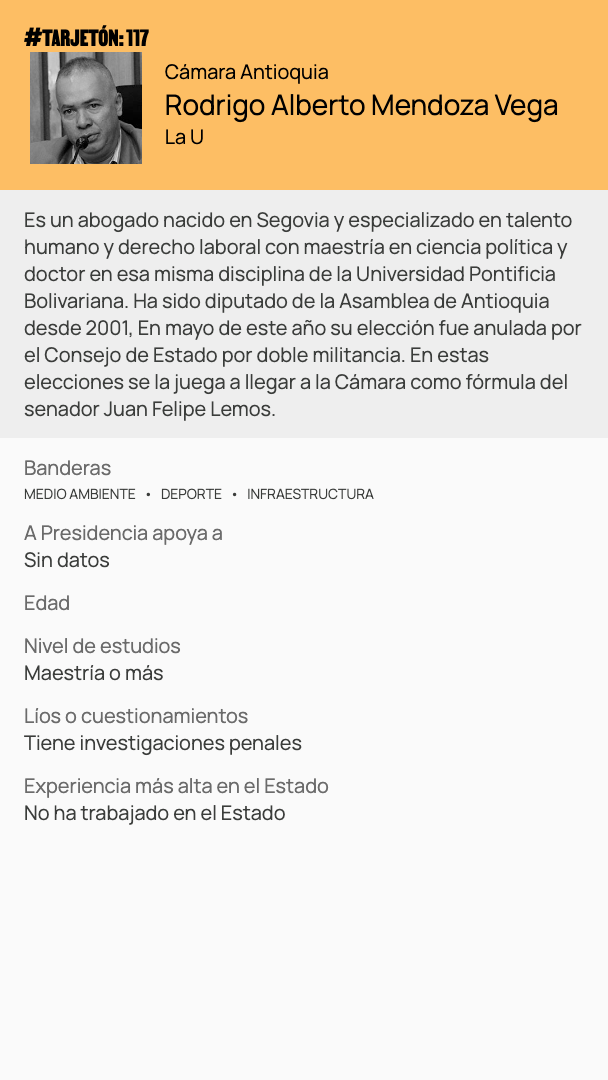 #TARJETÓN: 117
Cámara Antioquia
Rodrigo Alberto Mendoza Vega
La U
Es un abogado nacido en Segovia y especializado en talento
humano y derecho laboral con maestría en ciencia política y
doctor en esa misma disciplina de la Universidad Pontificia
Bolivariana. Ha sido diputado de la Asamblea de Antioquia
desde 2001, En mayo de este año su elección fue anulada por
el Consejo de Estado por doble militancia. En estas
elecciones se la juega a llegar a la Cámara como fórmula del
senador Juan Felipe Lemos.
Banderas
MEDIO AMBIENTE • DEPORTE • INFRAESTRUCTURA
A Presidencia apoya a
Sin datos
Edad
Nivel de estudios
Maestría o más
Líos o cuestionamientos
Tiene investigaciones penales
Experiencia más alta en el Estado
No ha trabajado en el Estado